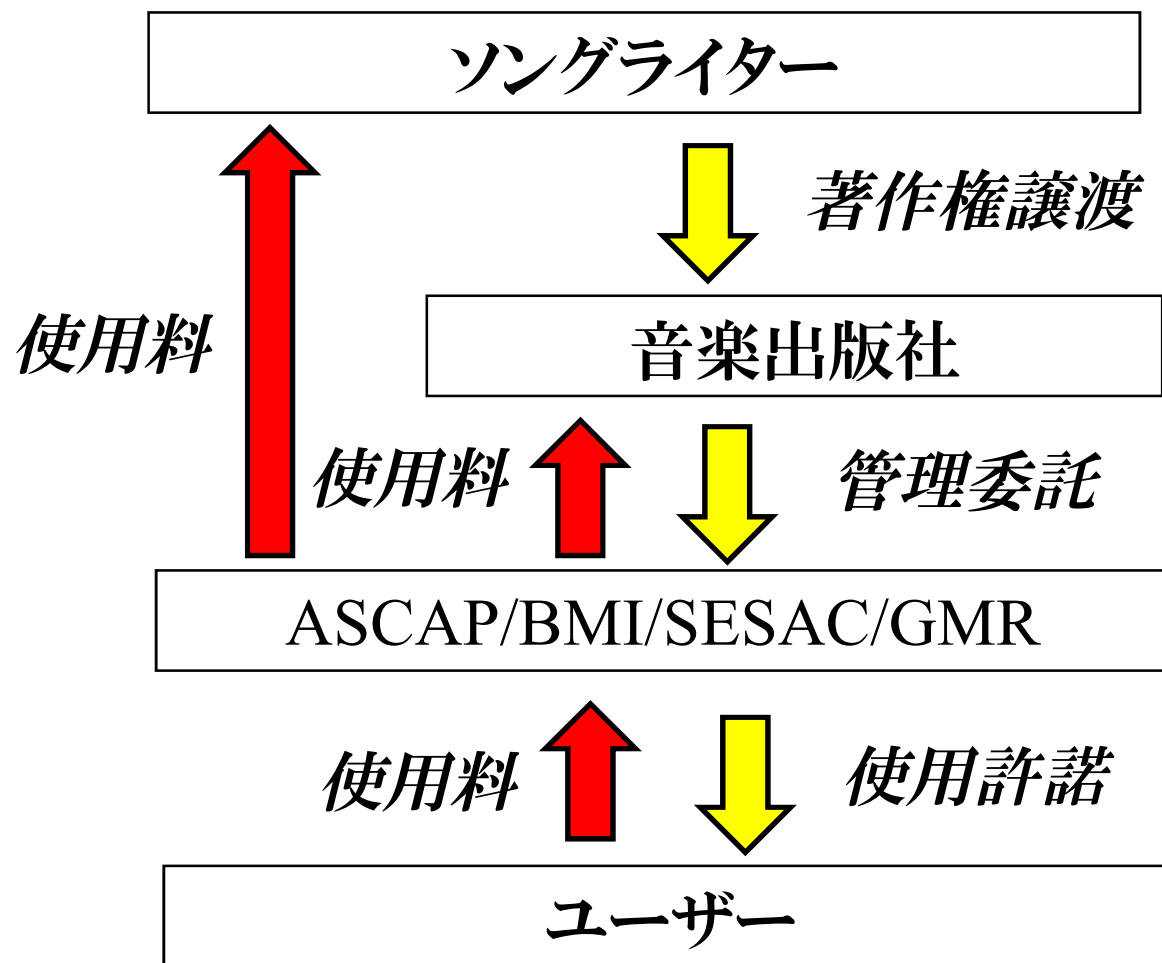 ソングライター
著作権譲渡
使用料
音楽出版社
使用料
管理委託
ASCAP/BMI/SESAC/GMR
使用料
使用許諾
ユーザー